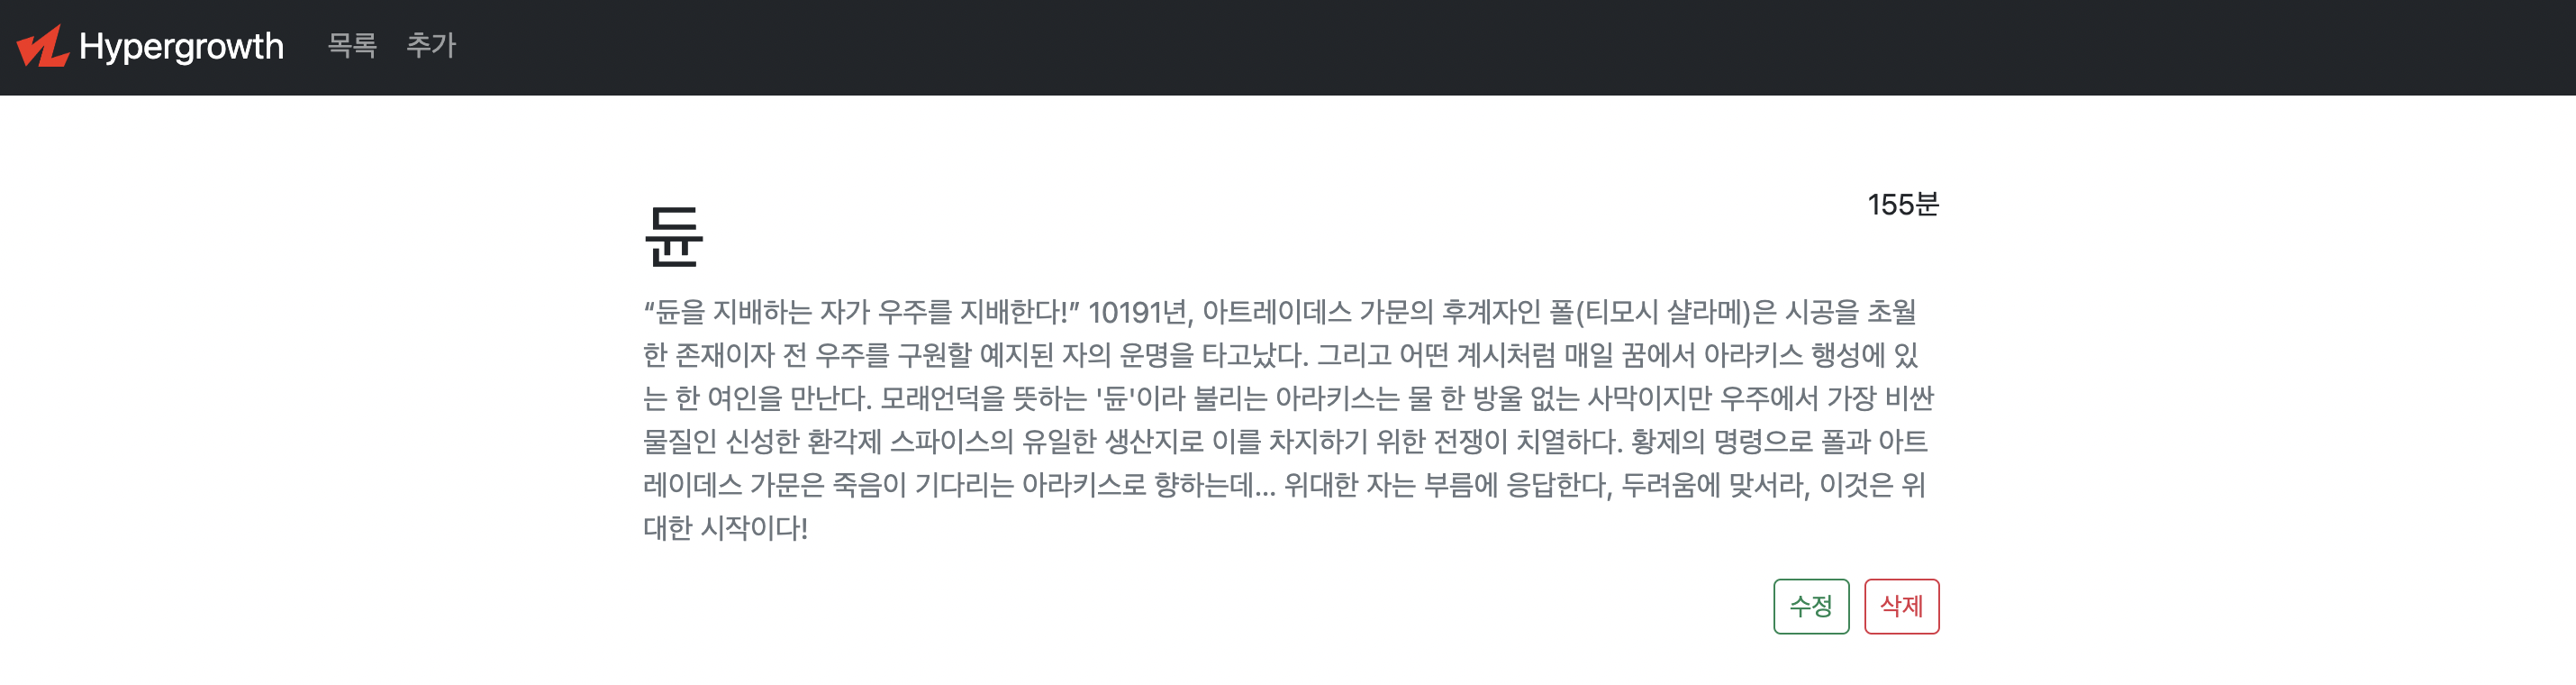 Hypergrowth 목록 추가
듄
155분
“듄을 지배하는 자가 우주를 지배한다!” 10191년, 아트레이데스 가문의 후계자인 폴(티모시 샬라메)은 시공을 초월
한 존재이자 전 우주를 구원할 예지된 자의 운명을 타고났다. 그리고 어떤 계시처럼 매일 꿈에서 아라키스 행성에 있
는 한 여인을 만난다. 모래언덕을 뜻하는 '듄'이라 불리는 아라키스는 물 한 방울 없는 사막이지만 우주에서 가장 비싼
물질인 신성한 환각제 스파이스의 유일한 생산지로 이를 차지하기 위한 전쟁이 치열하다. 황제의 명령으로 폴과 아트
레이데스 가문은 죽음이 기다리는 아라키스로 향하는데… 위대한 자는 부름에 응답한다, 두려움에 맞서라, 이것은 위
대한 시작이다!
수정 삭제